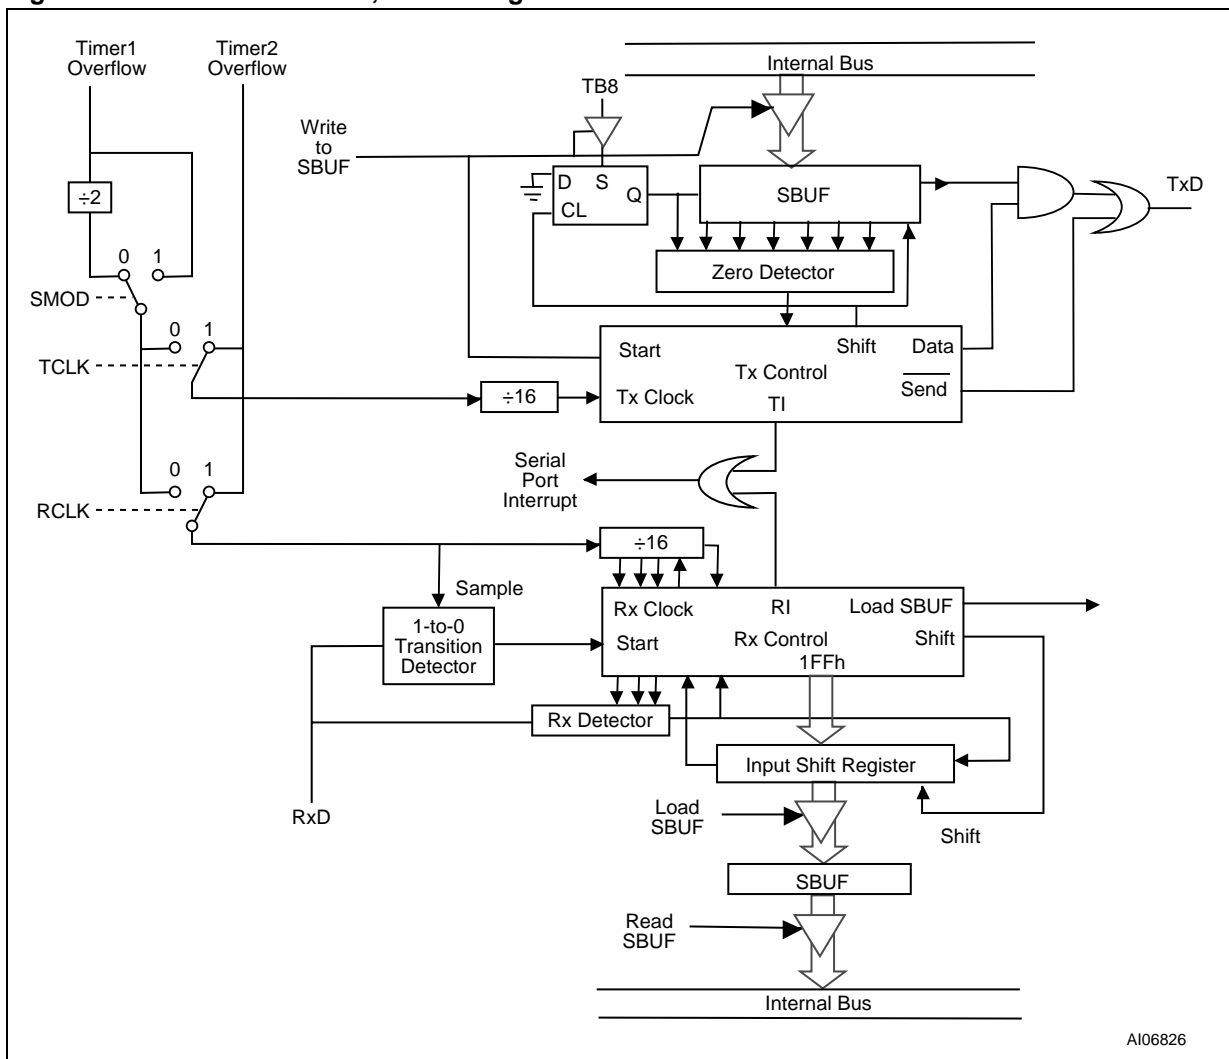 Timer1
Overflow
Timer2
Overflow
Internal Bus
TB8
Write
to
SBUF
÷2
D S
Q
CL
SBUF
TxD
Zero Detector
0 1
SMOD
0 1
TCLK
Start
Shift
Data
Tx Control
Send
÷16
Tx Clock
TI
Serial
Port
Interrupt
0 1
RCLK
÷16
Sample
Rx Clock
RI
Load SBUF
1-to-0
Transition
Detector
Start
Rx Control
Shift
1FFh
Rx Detector
Input Shift Register
RxD
Load
SBUF
Shift
SBUF
Read
SBUF
Internal Bus
AI06826